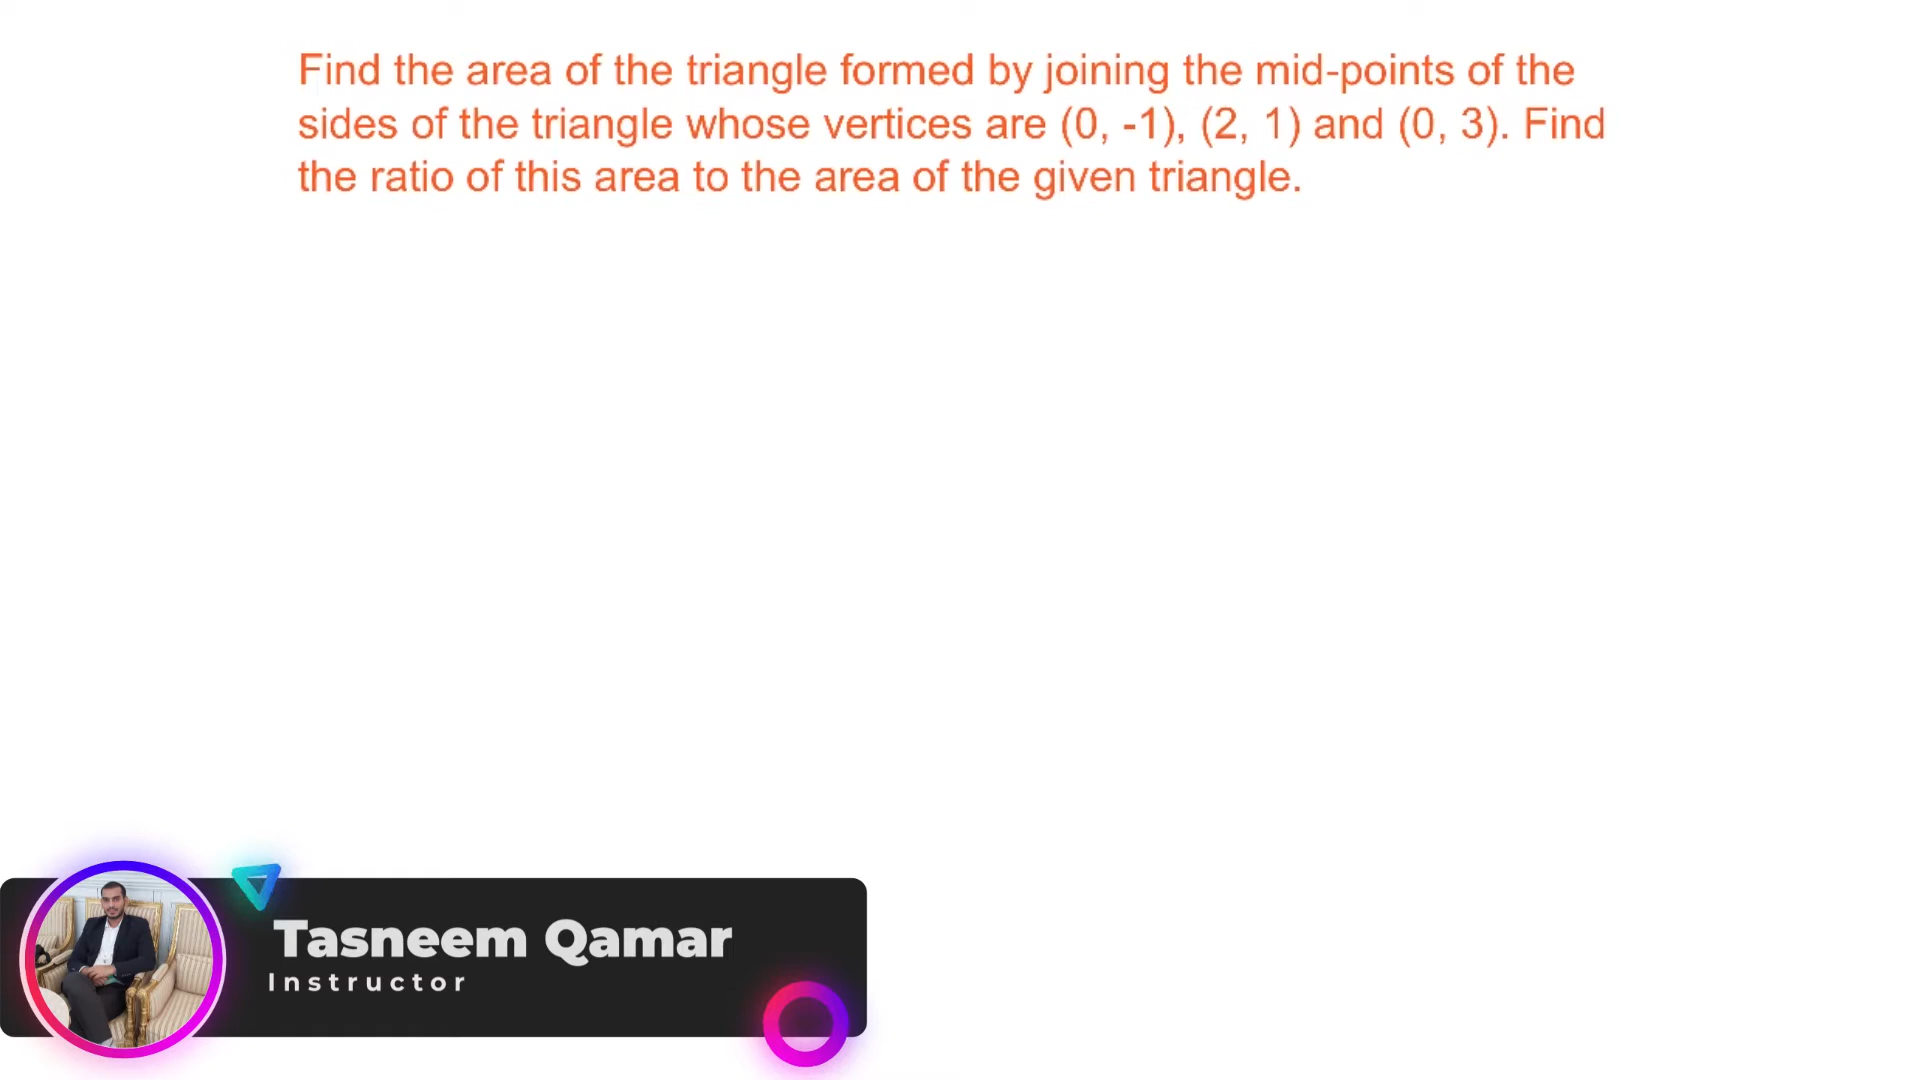 Find the area of the triangle formed by joining the mid-points of the
sides of the triangle whose vertices are (0, -1), (2, 1) and (0, 3). Find
the ratio of this area to the area of the given triangle.
Tasneem Qamar
Instructor